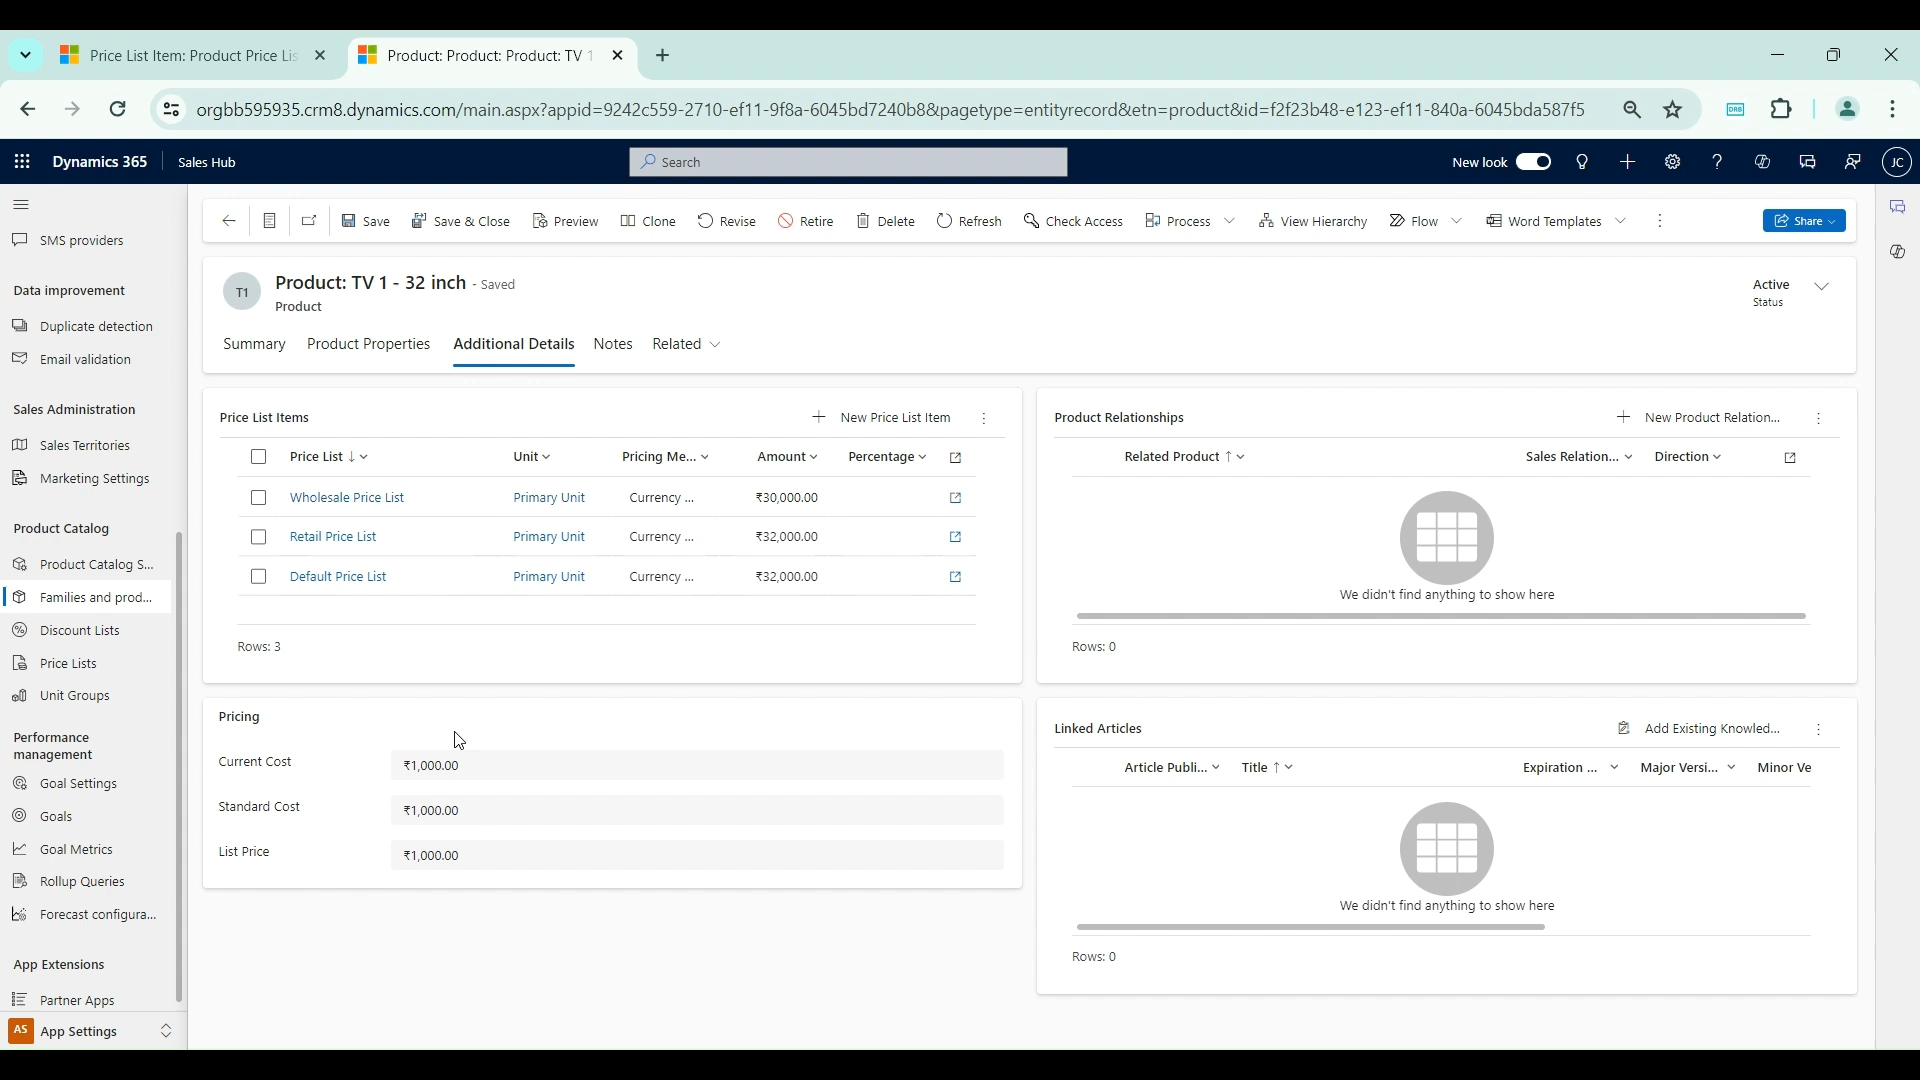 Price List Item: Product Price Lis
Product: Product: Product: TV 1
orgbb595935.crm8.dynamics.com/main.aspx?appid=9242c559-2710-ef11-9f8a-6045bd7240b8&pagetype=entityrecord&etn=product&id=f2f23b48-e123-ef11-840a-6045bda587f5
DRB
Dynamics 365
Sales Hub
Search
New look
JC
SMS providers
Data improvement
Duplicate detection
Email validation
Sales Administration
Sales Territories
Marketing Settings
Product Catalog
Product Catalog S...
Families and prod...
Discount Lists
Price Lists
Unit Groups
Performance
management
Goal Settings
Goals
Goal Metrics
Rollup Queries
Forecast configura...
App Extensions
Partner Apps
AS
App Settings
Save
Save & Close
Preview
Clone
Revise
Retire
Delete
Refresh
Check Access
Process
View Hierarchy
Flow
Word Templates
Share
T1
Product: TV 1 - 32 inch - Saved
Product
Active
Status
Summary
Product Properties
Additional Details
Notes
Related
Price List Items
New Price List Item
Price List Unit Pricing Me... Amount Percentage
Wholesale Price List Primary Unit Currency ... ₹30,000.00
Retail Price List Primary Unit Currency ... ₹32,000.00
Default Price List Primary Unit Currency ... ₹32,000.00
Rows: 3
Pricing
Current Cost ₹1,000.00
Standard Cost ₹1,000.00
List Price ₹1,000.00
Product Relationships
New Product Relation...
Related Product Sales Relation... Direction
We didn't find anything to show here
Rows: 0
Linked Articles
Add Existing Knowled...
Article Publi... Title Expiration ... Major Versi... Minor Ve
We didn't find anything to show here
Rows: 0